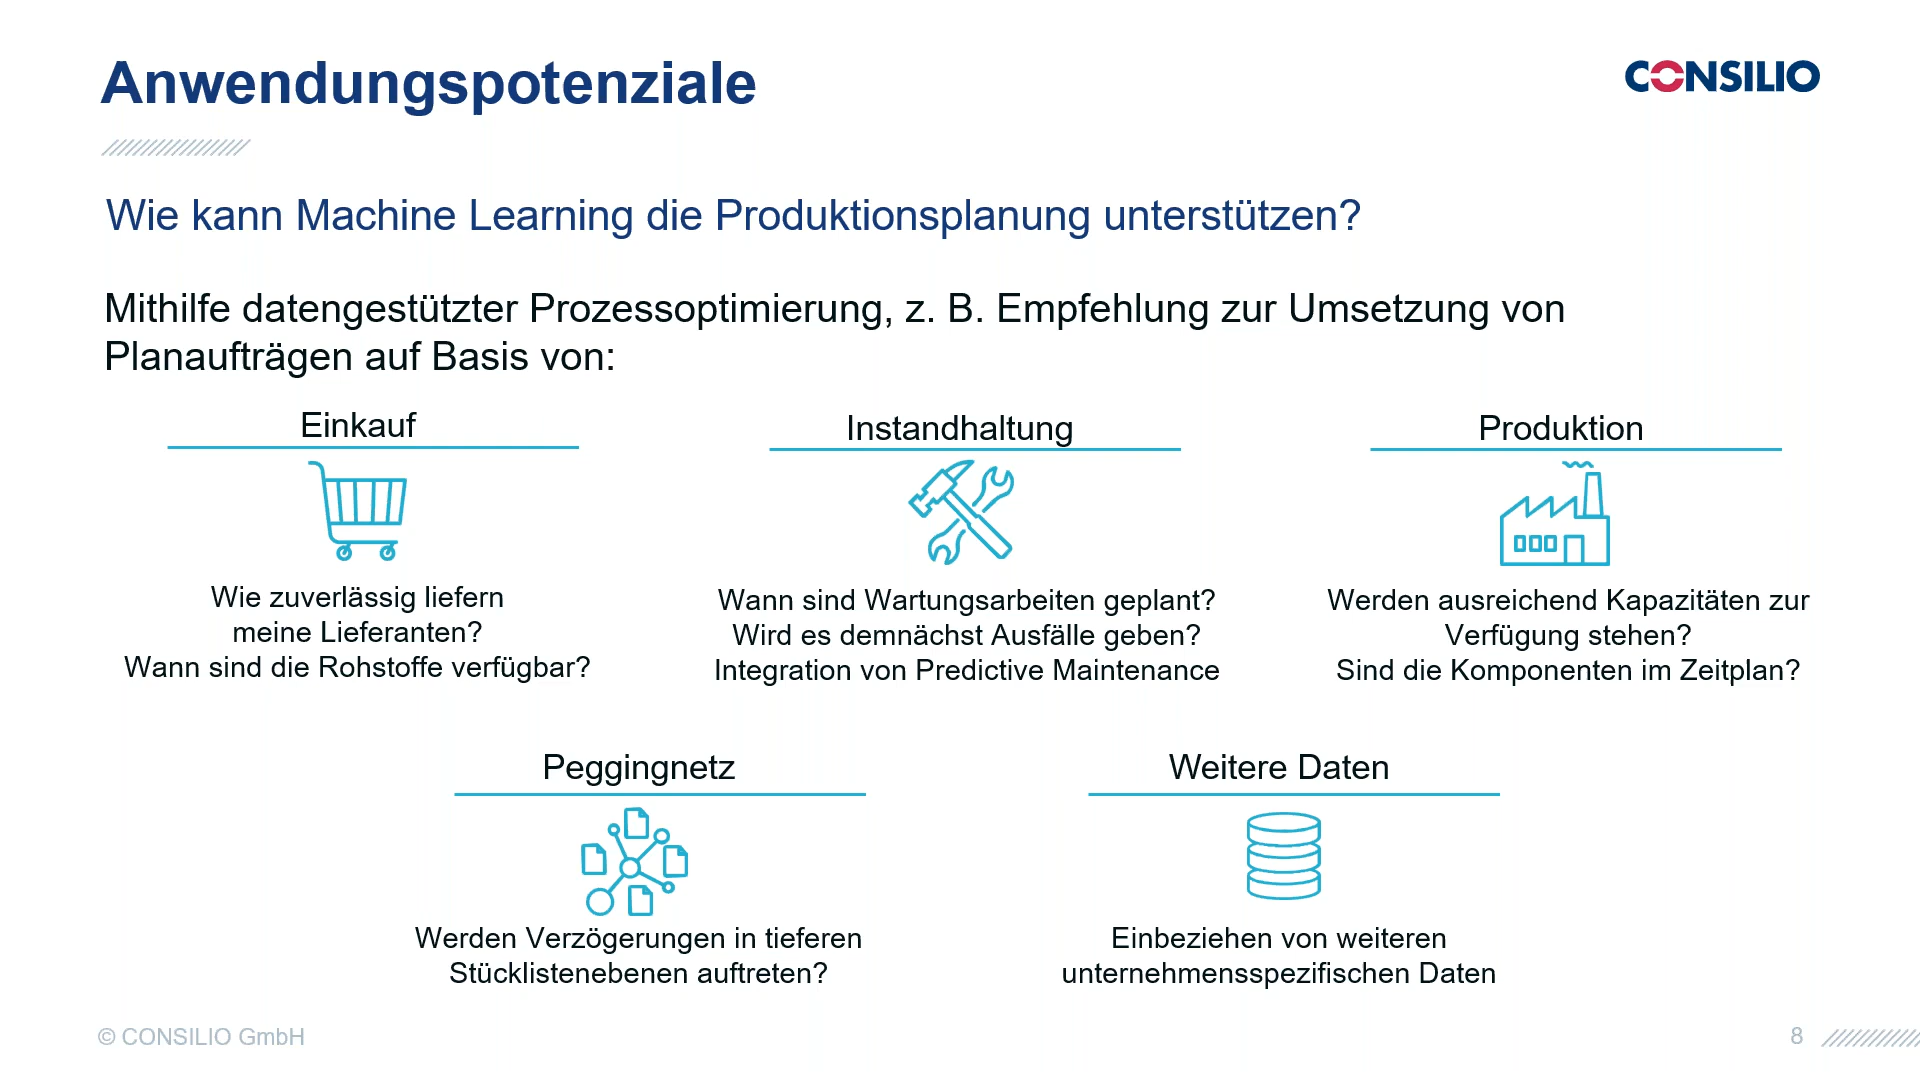 Anwendungspotenziale
CONSILIO
Wie kann Machine Learning die Produktionsplanung unterstützen?
Mithilfe datengestützter Prozessoptimierung, z. B. Empfehlung zur Umsetzung von
Planaufträgen auf Basis von:
Einkauf
Wie zuverlässig liefern
meine Lieferanten?
Wann sind die Rohstoffe verfügbar?
Instandhaltung
Wann sind Wartungsarbeiten geplant?
Wird es demnächst Ausfälle geben?
Integration von Predictive Maintenance
Produktion
Werden ausreichend Kapazitäten zur
Verfügung stehen?
Sind die Komponenten im Zeitplan?
Peggingnetz
Werden Verzögerungen in tieferen
Stücklistenebenen auftreten?
Weitere Daten
Einbeziehen von weiteren
unternehmensspezifischen Daten
© CONSILIO GmbH
8